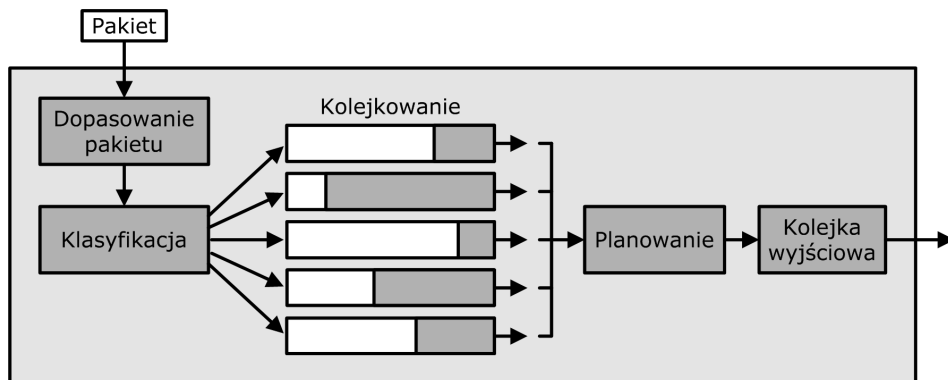 Pakiet
Dopasowanie
pakietu
Klasyfikacja
Kolejkowanie
Planowanie
Kolejka
wyjściowa